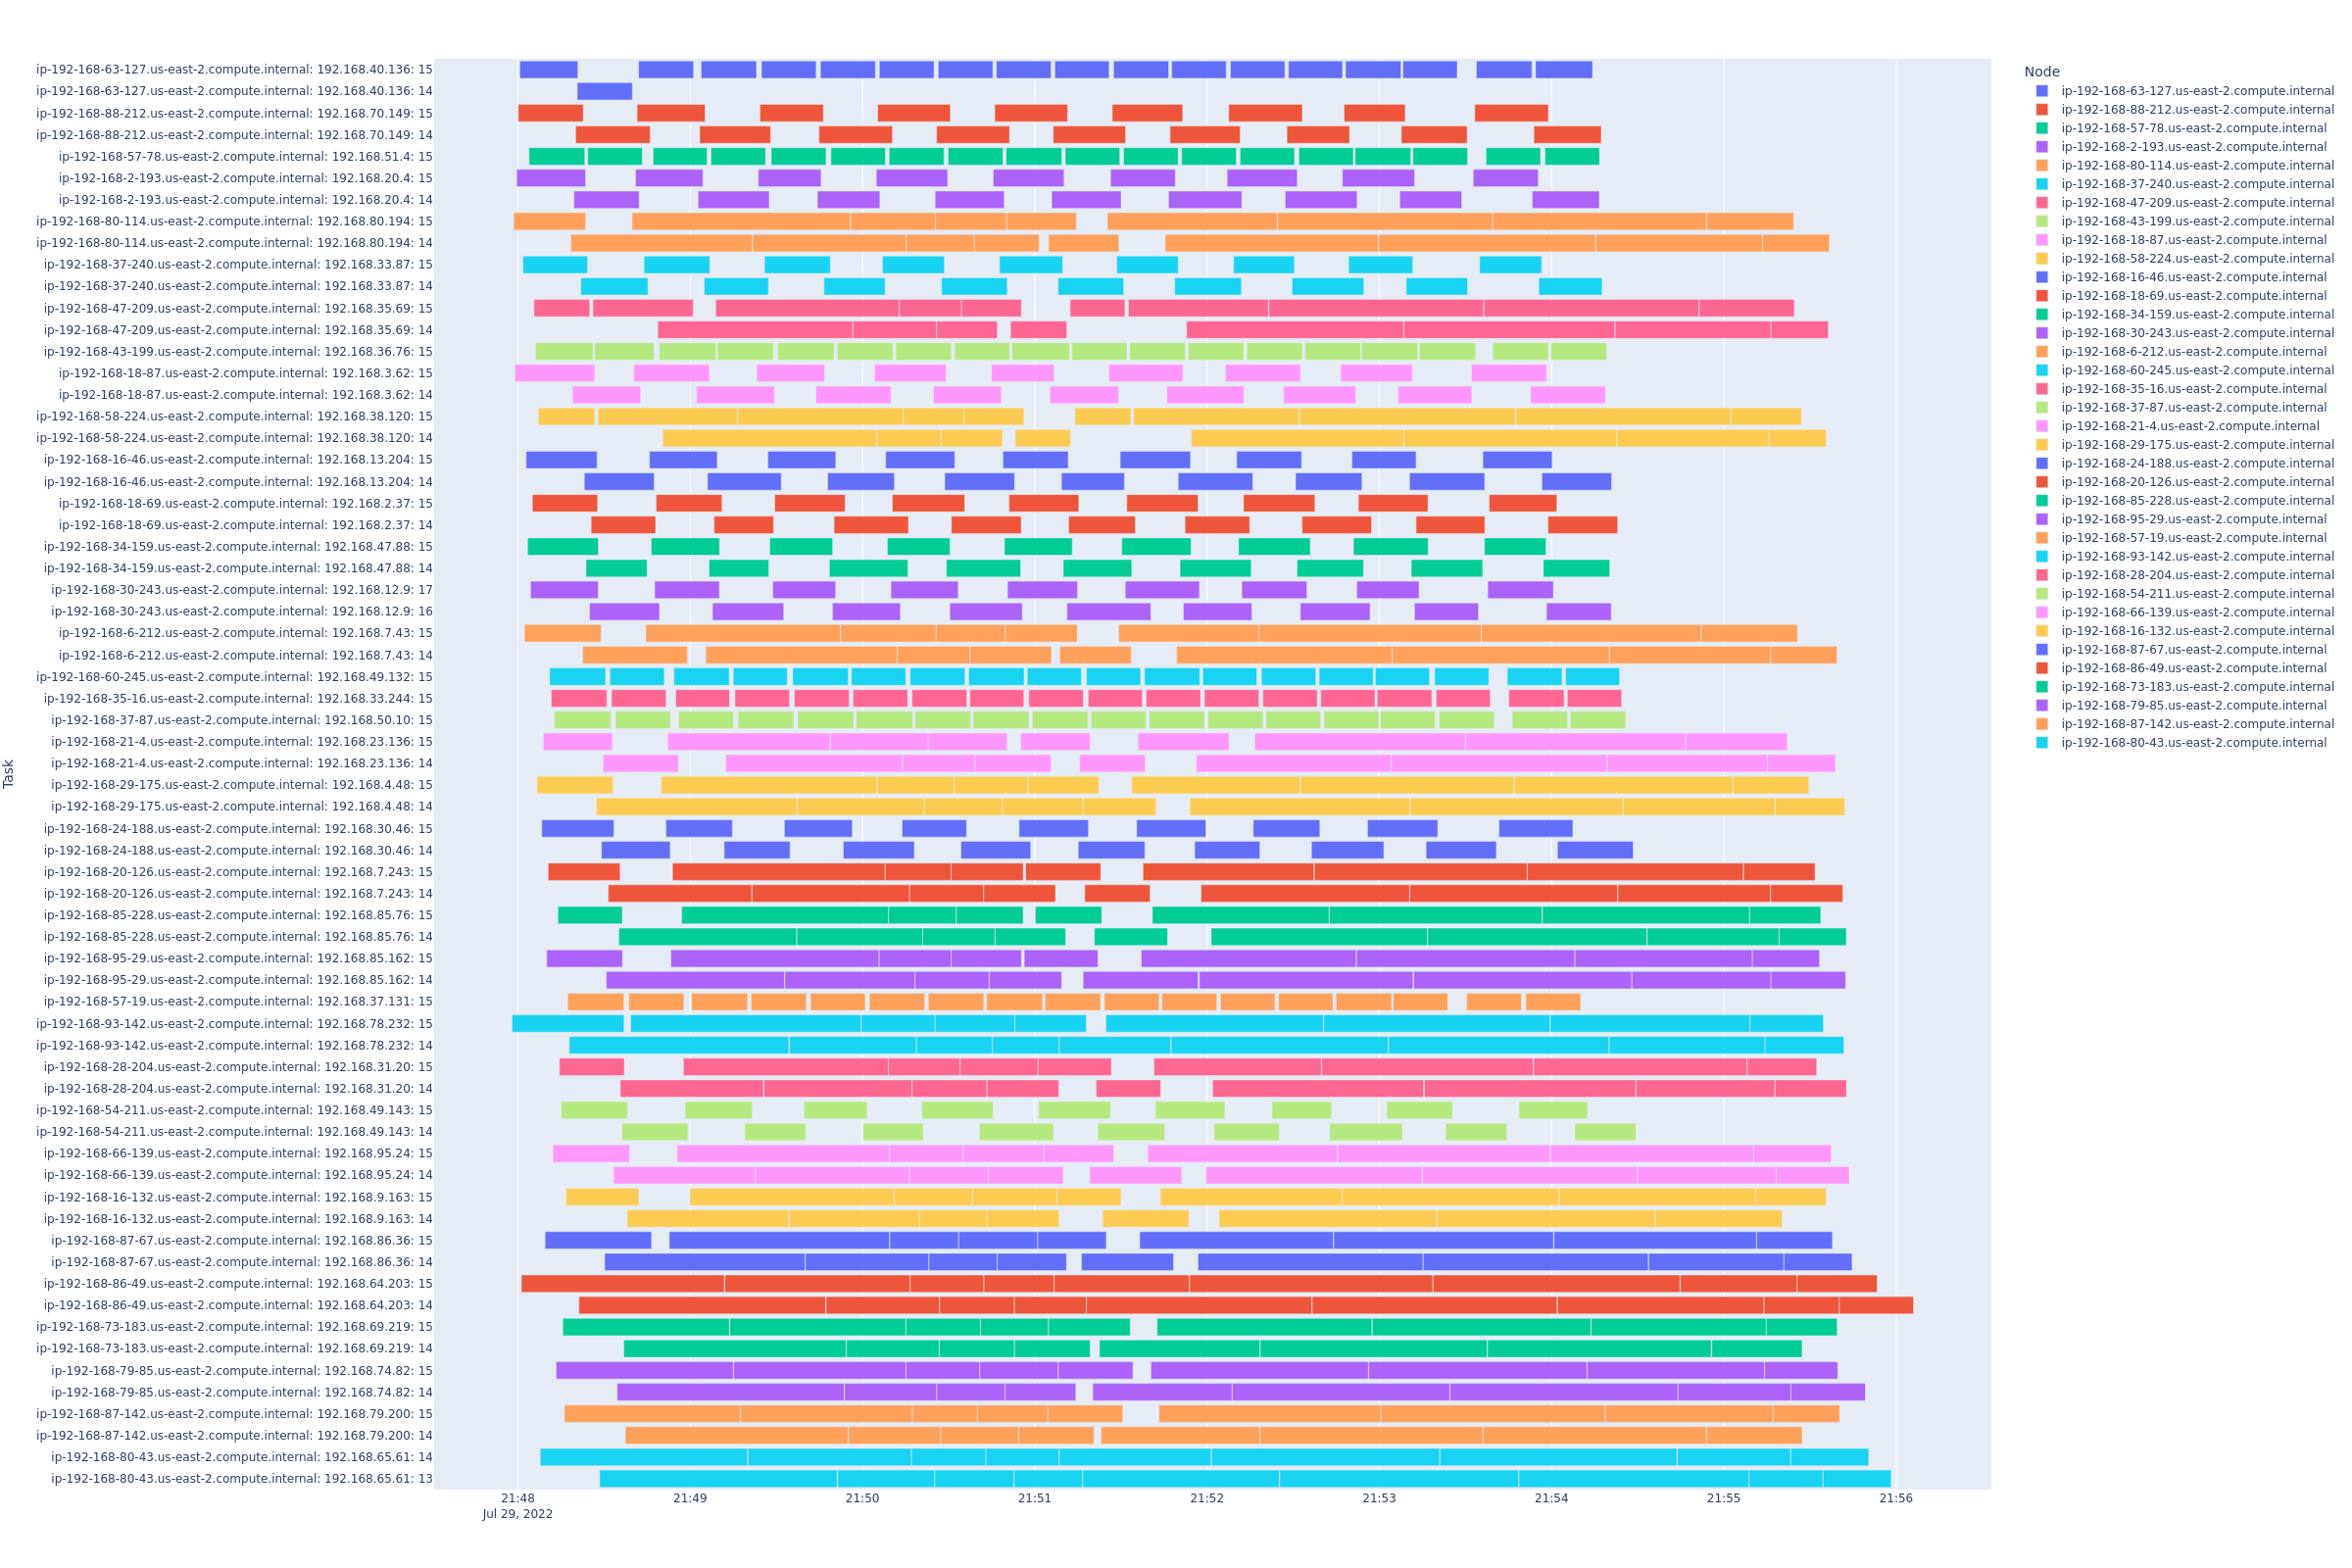 ip-192-168-63-127.us-east-2.compute.internal: 192.168.40.136: 15
ip-192-168-63-127.us-east-2.compute.internal: 192.168.40.136: 14
ip-192-168-88-212.us-east-2.compute.internal: 192.168.70.149: 15
ip-192-168-88-212.us-east-2.compute.internal: 192.168.70.149: 14
ip-192-168-57-78.us-east-2.compute.internal: 192.168.51.4: 15
ip-192-168-2-193.us-east-2.compute.internal: 192.168.20.4: 15
ip-192-168-2-193.us-east-2.compute.internal: 192.168.20.4: 14
ip-192-168-80-114.us-east-2.compute.internal: 192.168.80.194: 15
ip-192-168-80-114.us-east-2.compute.internal: 192.168.80.194: 14
ip-192-168-37-240.us-east-2.compute.internal: 192.168.33.87: 15
ip-192-168-37-240.us-east-2.compute.internal: 192.168.33.87: 14
ip-192-168-47-209.us-east-2.compute.internal: 192.168.35.69: 15
ip-192-168-47-209.us-east-2.compute.internal: 192.168.35.69: 14
ip-192-168-43-199.us-east-2.compute.internal: 192.168.36.76: 15
ip-192-168-18-87.us-east-2.compute.internal: 192.168.3.62: 15
ip-192-168-18-87.us-east-2.compute.internal: 192.168.3.62: 14
ip-192-168-58-224.us-east-2.compute.internal: 192.168.38.120: 15
ip-192-168-58-224.us-east-2.compute.internal: 192.168.38.120: 14
ip-192-168-16-46.us-east-2.compute.internal: 192.168.13.204: 15
ip-192-168-16-46.us-east-2.compute.internal: 192.168.13.204: 14
ip-192-168-18-69.us-east-2.compute.internal: 192.168.2.37: 15
ip-192-168-18-69.us-east-2.compute.internal: 192.168.2.37: 14
ip-192-168-34-159.us-east-2.compute.internal: 192.168.47.88: 15
ip-192-168-34-159.us-east-2.compute.internal: 192.168.47.88: 14
ip-192-168-30-243.us-east-2.compute.internal: 192.168.12.9: 17
ip-192-168-30-243.us-east-2.compute.internal: 192.168.12.9: 16
ip-192-168-6-212.us-east-2.compute.internal: 192.168.7.43: 15
ip-192-168-6-212.us-east-2.compute.internal: 192.168.7.43: 14
ip-192-168-60-245.us-east-2.compute.internal: 192.168.49.132: 15
ip-192-168-35-16.us-east-2.compute.internal: 192.168.33.244: 15
ip-192-168-37-87.us-east-2.compute.internal: 192.168.50.10: 15
ip-192-168-21-4.us-east-2.compute.internal: 192.168.23.136: 15
ip-192-168-21-4.us-east-2.compute.internal: 192.168.23.136: 14
ip-192-168-29-175.us-east-2.compute.internal: 192.168.4.48: 15
ip-192-168-29-175.us-east-2.compute.internal: 192.168.4.48: 14
ip-192-168-24-188.us-east-2.compute.internal: 192.168.30.46: 15
ip-192-168-24-188.us-east-2.compute.internal: 192.168.30.46: 14
ip-192-168-20-126.us-east-2.compute.internal: 192.168.7.243: 15
ip-192-168-20-126.us-east-2.compute.internal: 192.168.7.243: 14
ip-192-168-85-228.us-east-2.compute.internal: 192.168.85.76: 15
ip-192-168-85-228.us-east-2.compute.internal: 192.168.85.76: 14
ip-192-168-95-29.us-east-2.compute.internal: 192.168.85.162: 15
ip-192-168-95-29.us-east-2.compute.internal: 192.168.85.162: 14
ip-192-168-57-19.us-east-2.compute.internal: 192.168.37.131: 15
ip-192-168-93-142.us-east-2.compute.internal: 192.168.78.232: 15
ip-192-168-93-142.us-east-2.compute.internal: 192.168.78.232: 14
ip-192-168-28-204.us-east-2.compute.internal: 192.168.31.20: 15
ip-192-168-28-204.us-east-2.compute.internal: 192.168.31.20: 14
ip-192-168-54-211.us-east-2.compute.internal: 192.168.49.143: 15
ip-192-168-54-211.us-east-2.compute.internal: 192.168.49.143: 14
ip-192-168-66-139.us-east-2.compute.internal: 192.168.95.24: 15
ip-192-168-66-139.us-east-2.compute.internal: 192.168.95.24: 14
ip-192-168-16-132.us-east-2.compute.internal: 192.168.9.163: 15
ip-192-168-16-132.us-east-2.compute.internal: 192.168.9.163: 14
ip-192-168-87-67.us-east-2.compute.internal: 192.168.86.36: 15
ip-192-168-87-67.us-east-2.compute.internal: 192.168.86.36: 14
ip-192-168-86-49.us-east-2.compute.internal: 192.168.64.203: 15
ip-192-168-86-49.us-east-2.compute.internal: 192.168.64.203: 14
ip-192-168-73-183.us-east-2.compute.internal: 192.168.69.219: 15
ip-192-168-73-183.us-east-2.compute.internal: 192.168.69.219: 14
ip-192-168-79-85.us-east-2.compute.internal: 192.168.74.82: 15
ip-192-168-79-85.us-east-2.compute.internal: 192.168.74.82: 14
ip-192-168-87-142.us-east-2.compute.internal: 192.168.79.200: 15
ip-192-168-87-142.us-east-2.compute.internal: 192.168.79.200: 14
ip-192-168-80-43.us-east-2.compute.internal: 192.168.65.61: 14
ip-192-168-80-43.us-east-2.compute.internal: 192.168.65.61: 13
Task
21:48 21:49 21:50 21:51 21:52 21:53 21:54 21:55 21:56
Jul 29, 2022
Node
ip-192-168-63-127.us-east-2.compute.internal
ip-192-168-88-212.us-east-2.compute.internal
ip-192-168-57-78.us-east-2.compute.internal
ip-192-168-2-193.us-east-2.compute.internal
ip-192-168-80-114.us-east-2.compute.internal
ip-192-168-37-240.us-east-2.compute.internal
ip-192-168-47-209.us-east-2.compute.internal
ip-192-168-43-199.us-east-2.compute.internal
ip-192-168-18-87.us-east-2.compute.internal
ip-192-168-58-224.us-east-2.compute.internal
ip-192-168-16-46.us-east-2.compute.internal
ip-192-168-18-69.us-east-2.compute.internal
ip-192-168-34-159.us-east-2.compute.internal
ip-192-168-30-243.us-east-2.compute.internal
ip-192-168-6-212.us-east-2.compute.internal
ip-192-168-60-245.us-east-2.compute.internal
ip-192-168-35-16.us-east-2.compute.internal
ip-192-168-37-87.us-east-2.compute.internal
ip-192-168-21-4.us-east-2.compute.internal
ip-192-168-29-175.us-east-2.compute.internal
ip-192-168-24-188.us-east-2.compute.internal
ip-192-168-20-126.us-east-2.compute.internal
ip-192-168-85-228.us-east-2.compute.internal
ip-192-168-95-29.us-east-2.compute.internal
ip-192-168-57-19.us-east-2.compute.internal
ip-192-168-93-142.us-east-2.compute.internal
ip-192-168-28-204.us-east-2.compute.internal
ip-192-168-54-211.us-east-2.compute.internal
ip-192-168-66-139.us-east-2.compute.internal
ip-192-168-16-132.us-east-2.compute.internal
ip-192-168-87-67.us-east-2.compute.internal
ip-192-168-86-49.us-east-2.compute.internal
ip-192-168-73-183.us-east-2.compute.internal
ip-192-168-79-85.us-east-2.compute.internal
ip-192-168-87-142.us-east-2.compute.internal
ip-192-168-80-43.us-east-2.compute.internal